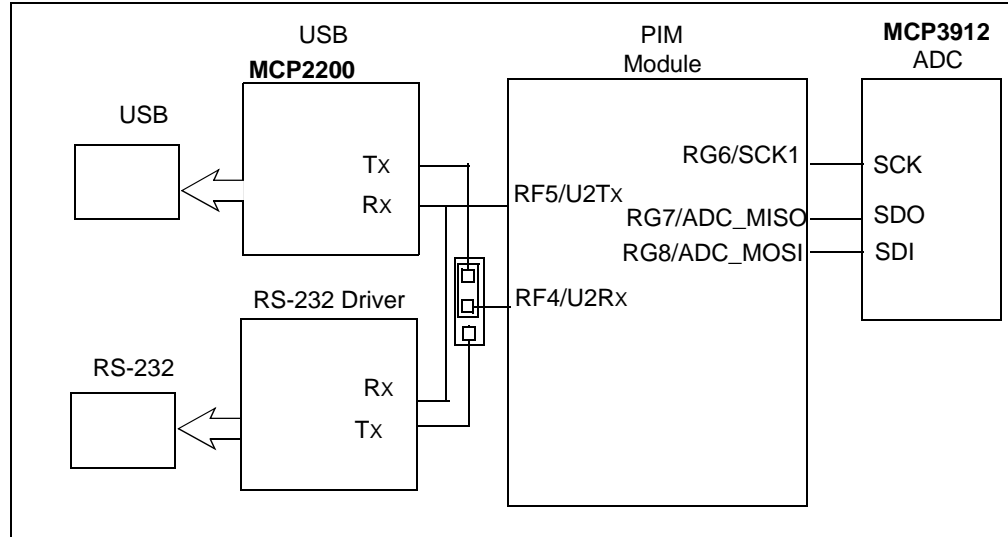 USB
MCP2200
PIM
Module
MCP3912
ADC
USB
Tx
Rx
RF5/U2Tx
RG6/SCK1
RG7/ADC_MISO
RG8/ADC_MOSI
SCK
SDO
SDI
RS-232 Driver
RF4/U2Rx
RS-232
Rx
Tx